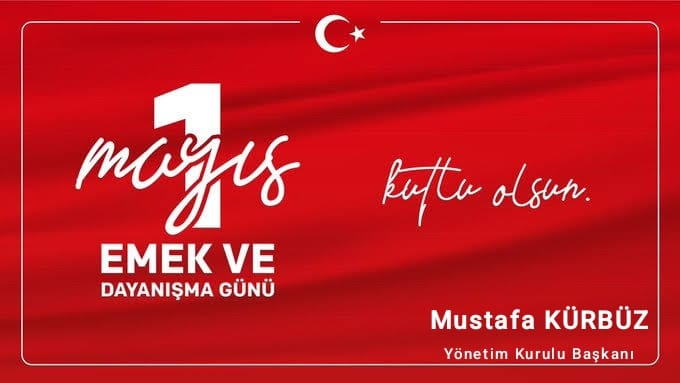 1
mayıs
EMEK VE
DAYANIŞMA GÜNÜ
kutlu olsun.
Mustafa KÜRBÜZ
Yönetim Kurulu Başkanı